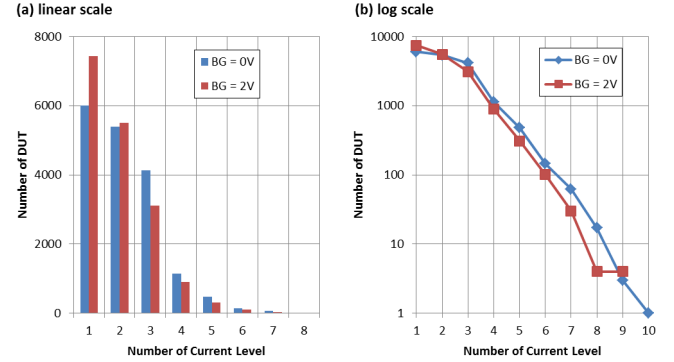 (a) linear scale
8000
6000
4000
2000
0
Number of DUT
BG = 0V
BG = 2V
1 2 3 4 5 6 7 8
Number of Current Level
(b) log scale
10000
1000
100
10
1
Number of DUT
BG = 0V
BG = 2V
1 2 3 4 5 6 7 8 9 10
Number of Current Level